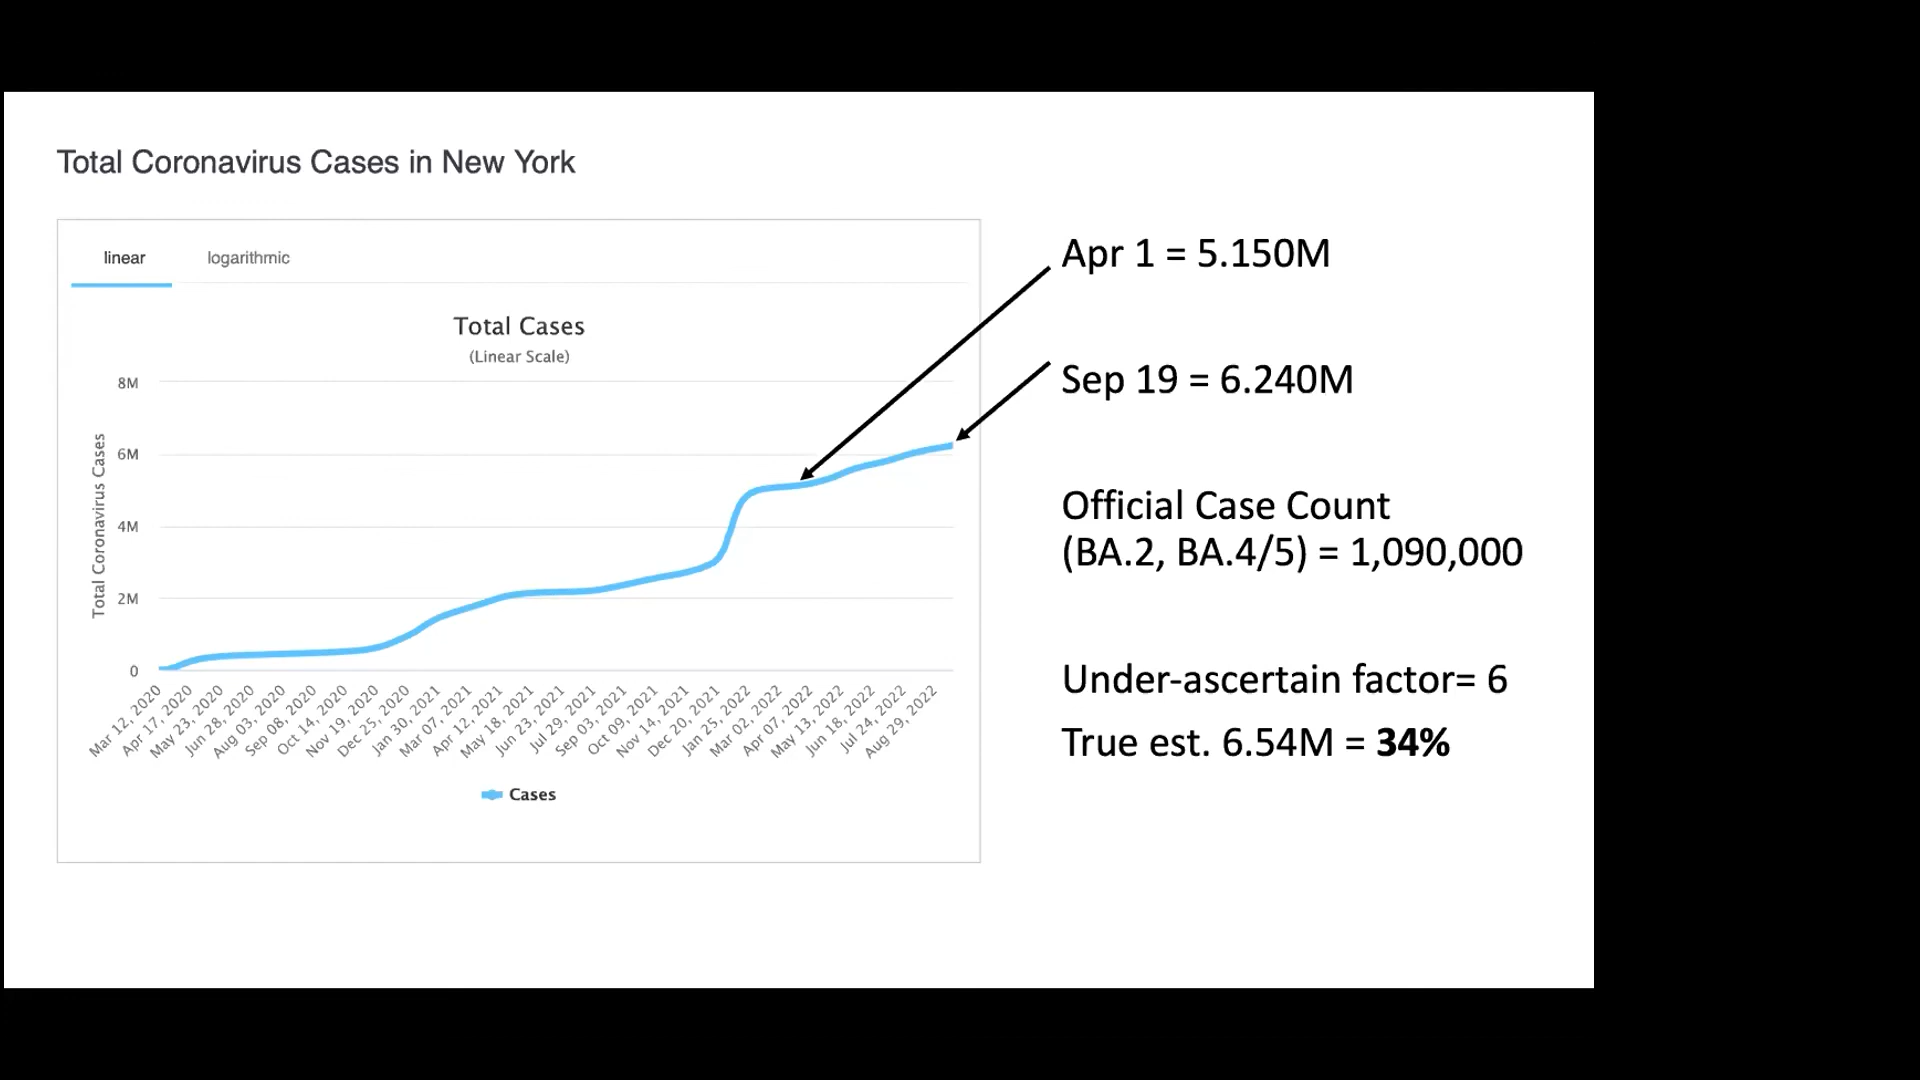 Total Coronavirus Cases in New York
linear
logarithmic
Total Cases
(Linear Scale)
Total Coronavirus Cases
8M
6M
4M
2M
0
Mar 12, 2020
Apr 17, 2020
May 23, 2020
Jun 28, 2020
Aug 03, 2020
Sep 08, 2020
Oct 14, 2020
Nov 19, 2020
Dec 25, 2020
Jan 30, 2021
Mar 07, 2021
Apr 12, 2021
May 18, 2021
Jun 23, 2021
Jul 29, 2021
Sep 03, 2021
Oct 09, 2021
Nov 14, 2021
Dec 20, 2021
Jan 25, 2022
Mar 02, 2022
Apr 07, 2022
May 13, 2022
Jun 18, 2022
Jul 24, 2022
Aug 29, 2022
Cases
Apr 1 = 5.150M
Sep 19 = 6.240M
Official Case Count
(BA.2, BA.4/5) = 1,090,000
Under-ascertain factor= 6
True est. 6.54M = 34%